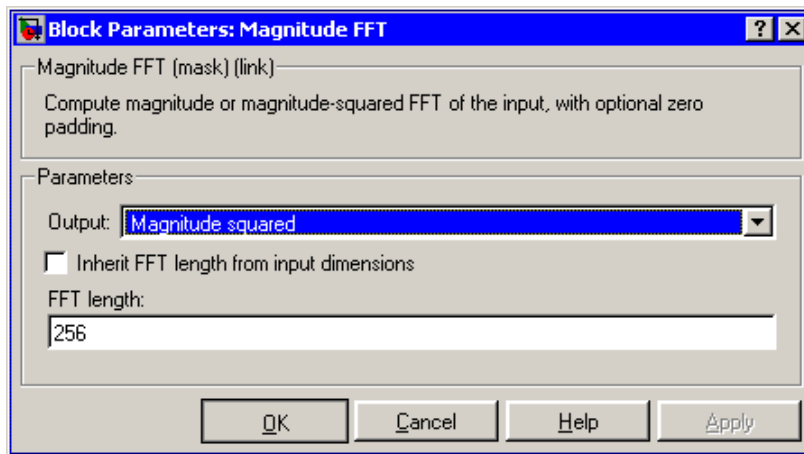 Block Parameters: Magnitude FFT
Magnitude FFT (mask) (link)
Compute magnitude or magnitude-squared FFT of the input, with optional zero
padding.
Parameters
Output: Magnitude squared
Inherit FFT length from input dimensions
FFT length:
256
OK Cancel Help Apply